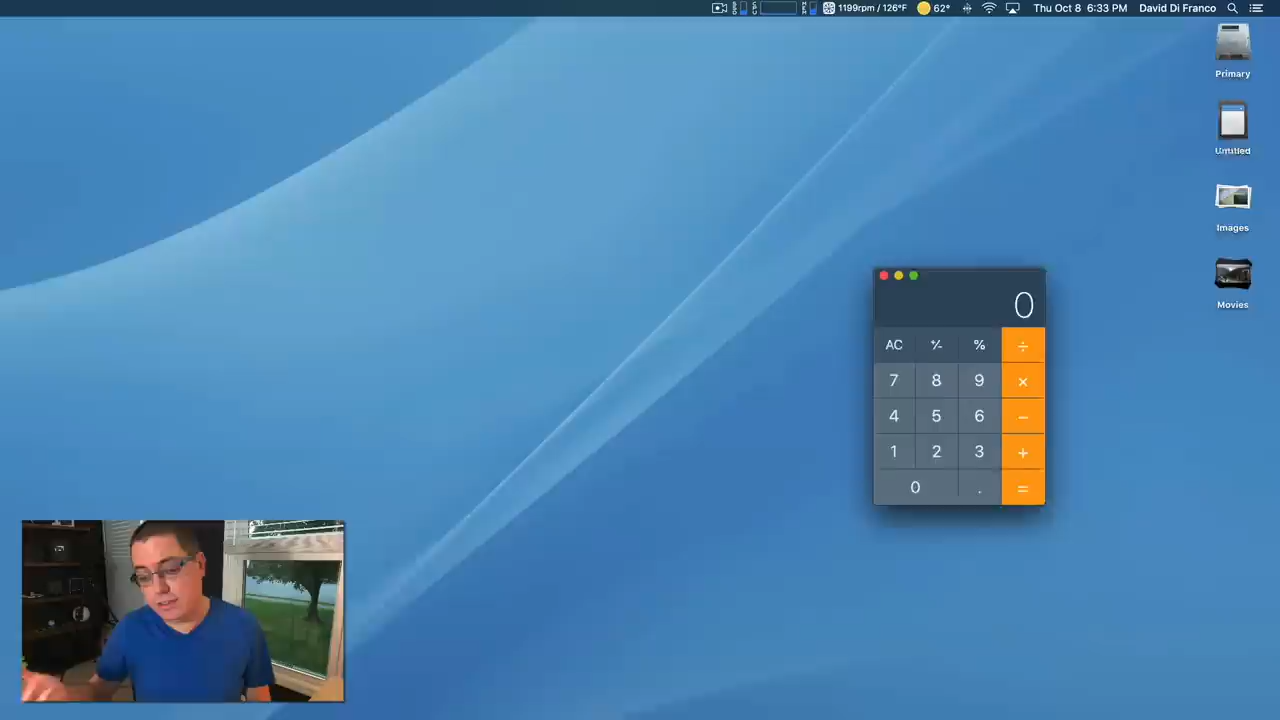 1199rpm / 126°F 62° Thu Oct 8 6:33 PM David Di Franco
Primary
Untitled
Images
Movies
0
AC +/- % ÷
7 8 9 ×
4 5 6 −
1 2 3 +
0 . =